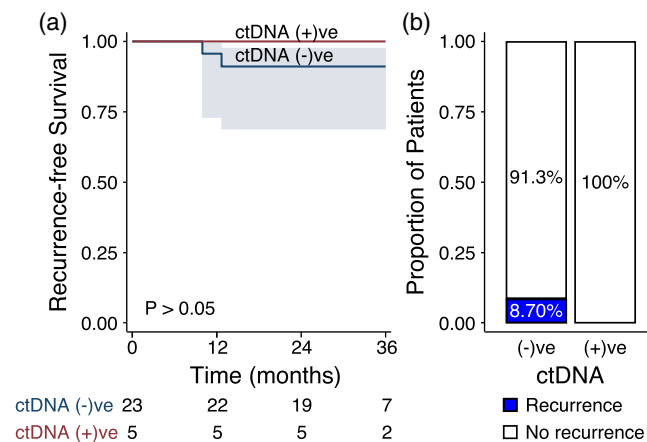 (a)
Recurrence-free Survival
1.00
0.75
0.50
0.25
0.00
ctDNA (+)ve
ctDNA (-)ve
P > 0.05
0 12 24 36
Time (months)
ctDNA (-)ve 23 22 19 7
ctDNA (+)ve 5 5 5 2
(b)
Proportion of Patients
1.00
0.75
0.50
0.25
0.00
91.3% 100%
8.70%
(-)ve (+)ve
ctDNA
Recurrence
No recurrence